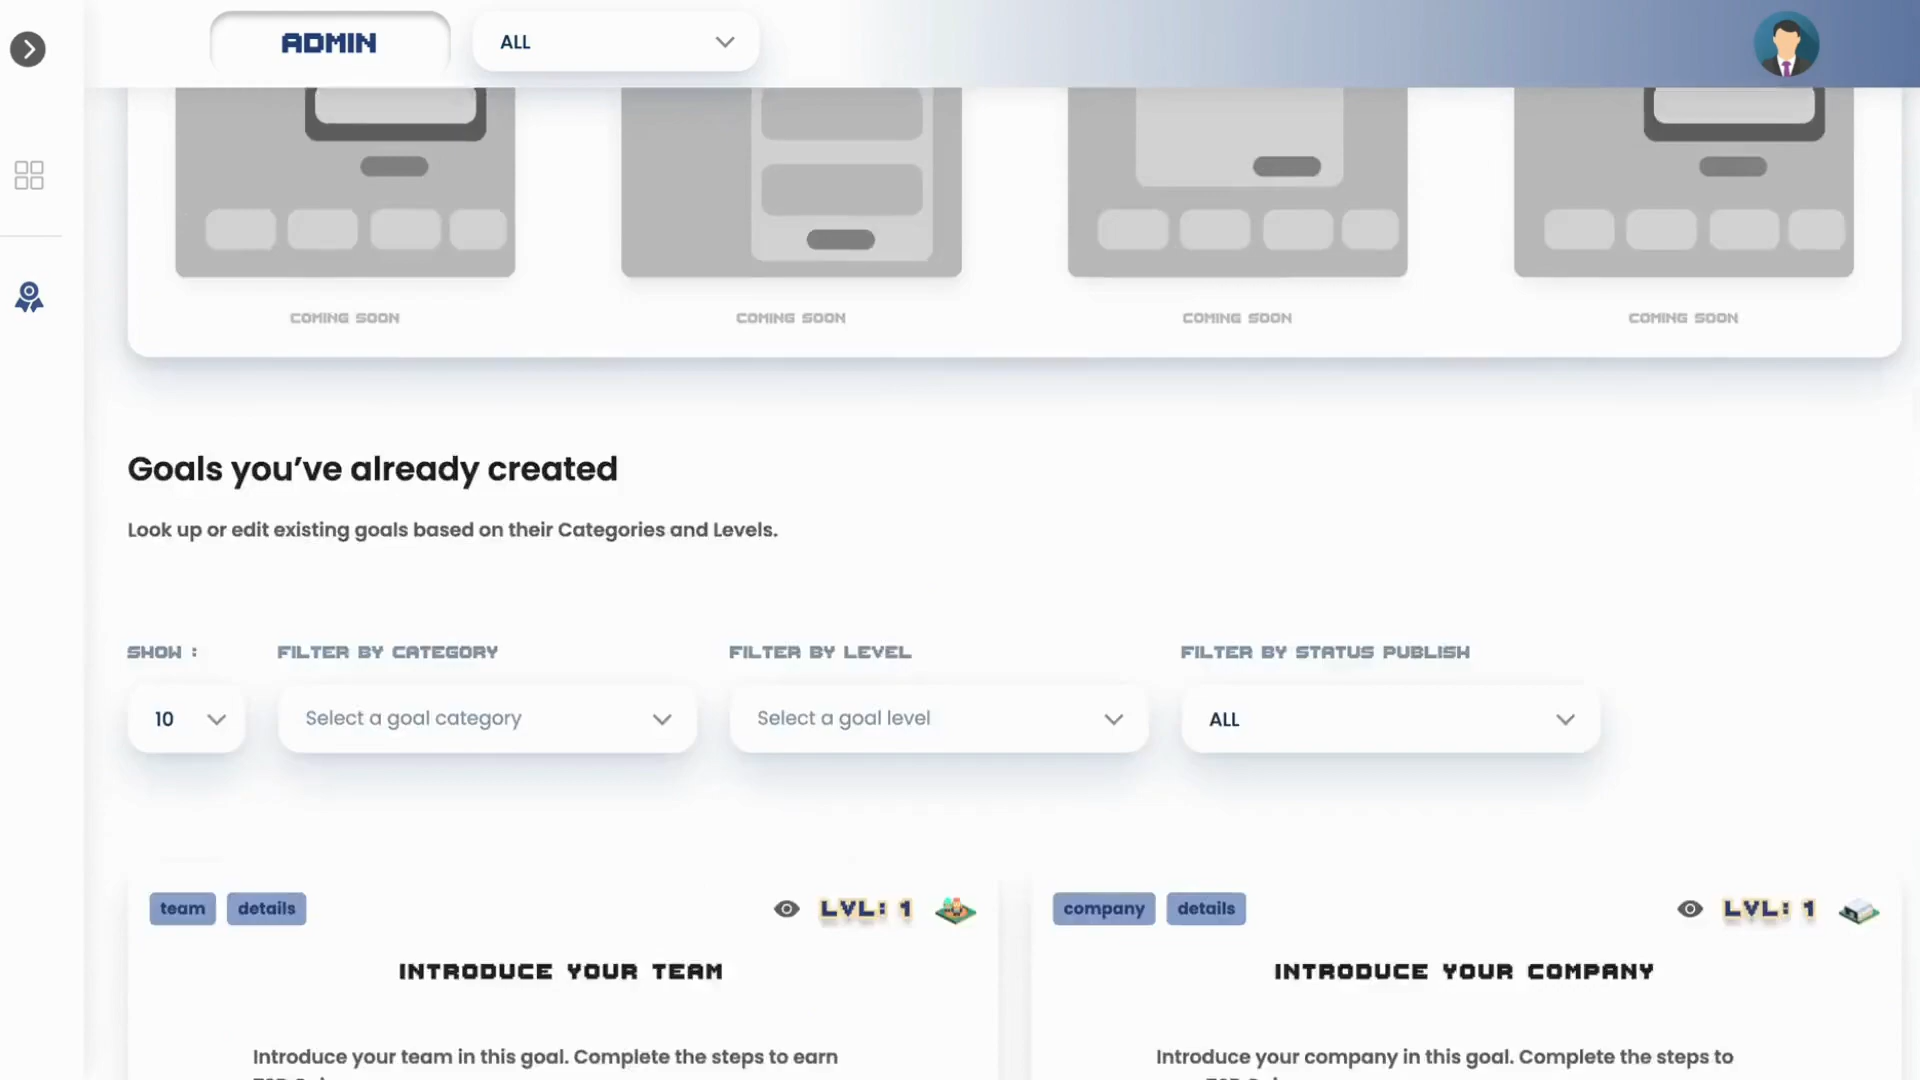 ADMIN
ALL
COMING SOON
COMING SOON
COMING SOON
COMING SOON
Goals you’ve already created
Look up or edit existing goals based on their Categories and Levels.
SHOW :
FILTER BY CATEGORY
FILTER BY LEVEL
FILTER BY STATUS PUBLISH
10
Select a goal category
Select a goal level
ALL
team
details
LVL: 1
company
details
LVL: 1
INTRODUCE YOUR TEAM
INTRODUCE YOUR COMPANY
Introduce your team in this goal. Complete the steps to earn
Introduce your company in this goal. Complete the steps to